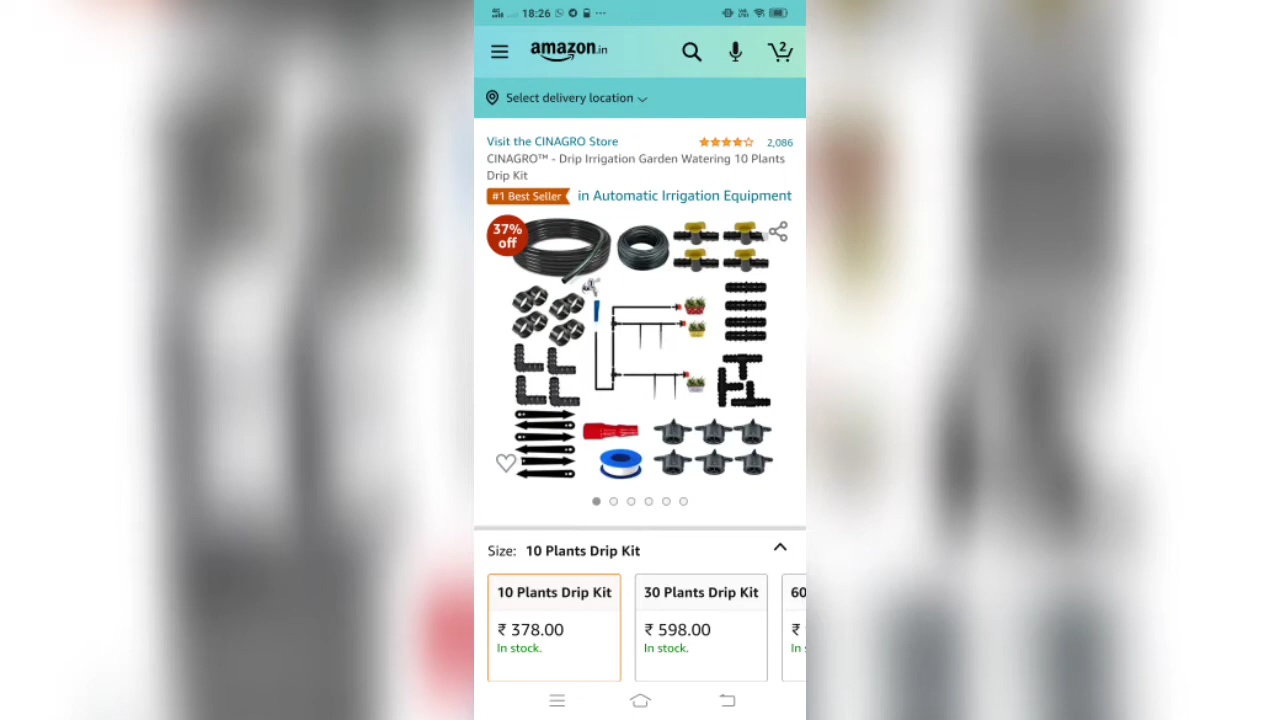 18:26
amazon.in
2
Select delivery location
Visit the CINAGRO Store
2,086
CINAGRO™ - Drip Irrigation Garden Watering 10 Plants
Drip Kit
#1 Best Seller in Automatic Irrigation Equipment
37%
off
Size: 10 Plants Drip Kit
10 Plants Drip Kit
₹ 378.00
In stock.
30 Plants Drip Kit
₹ 598.00
In stock.
60
₹
In s